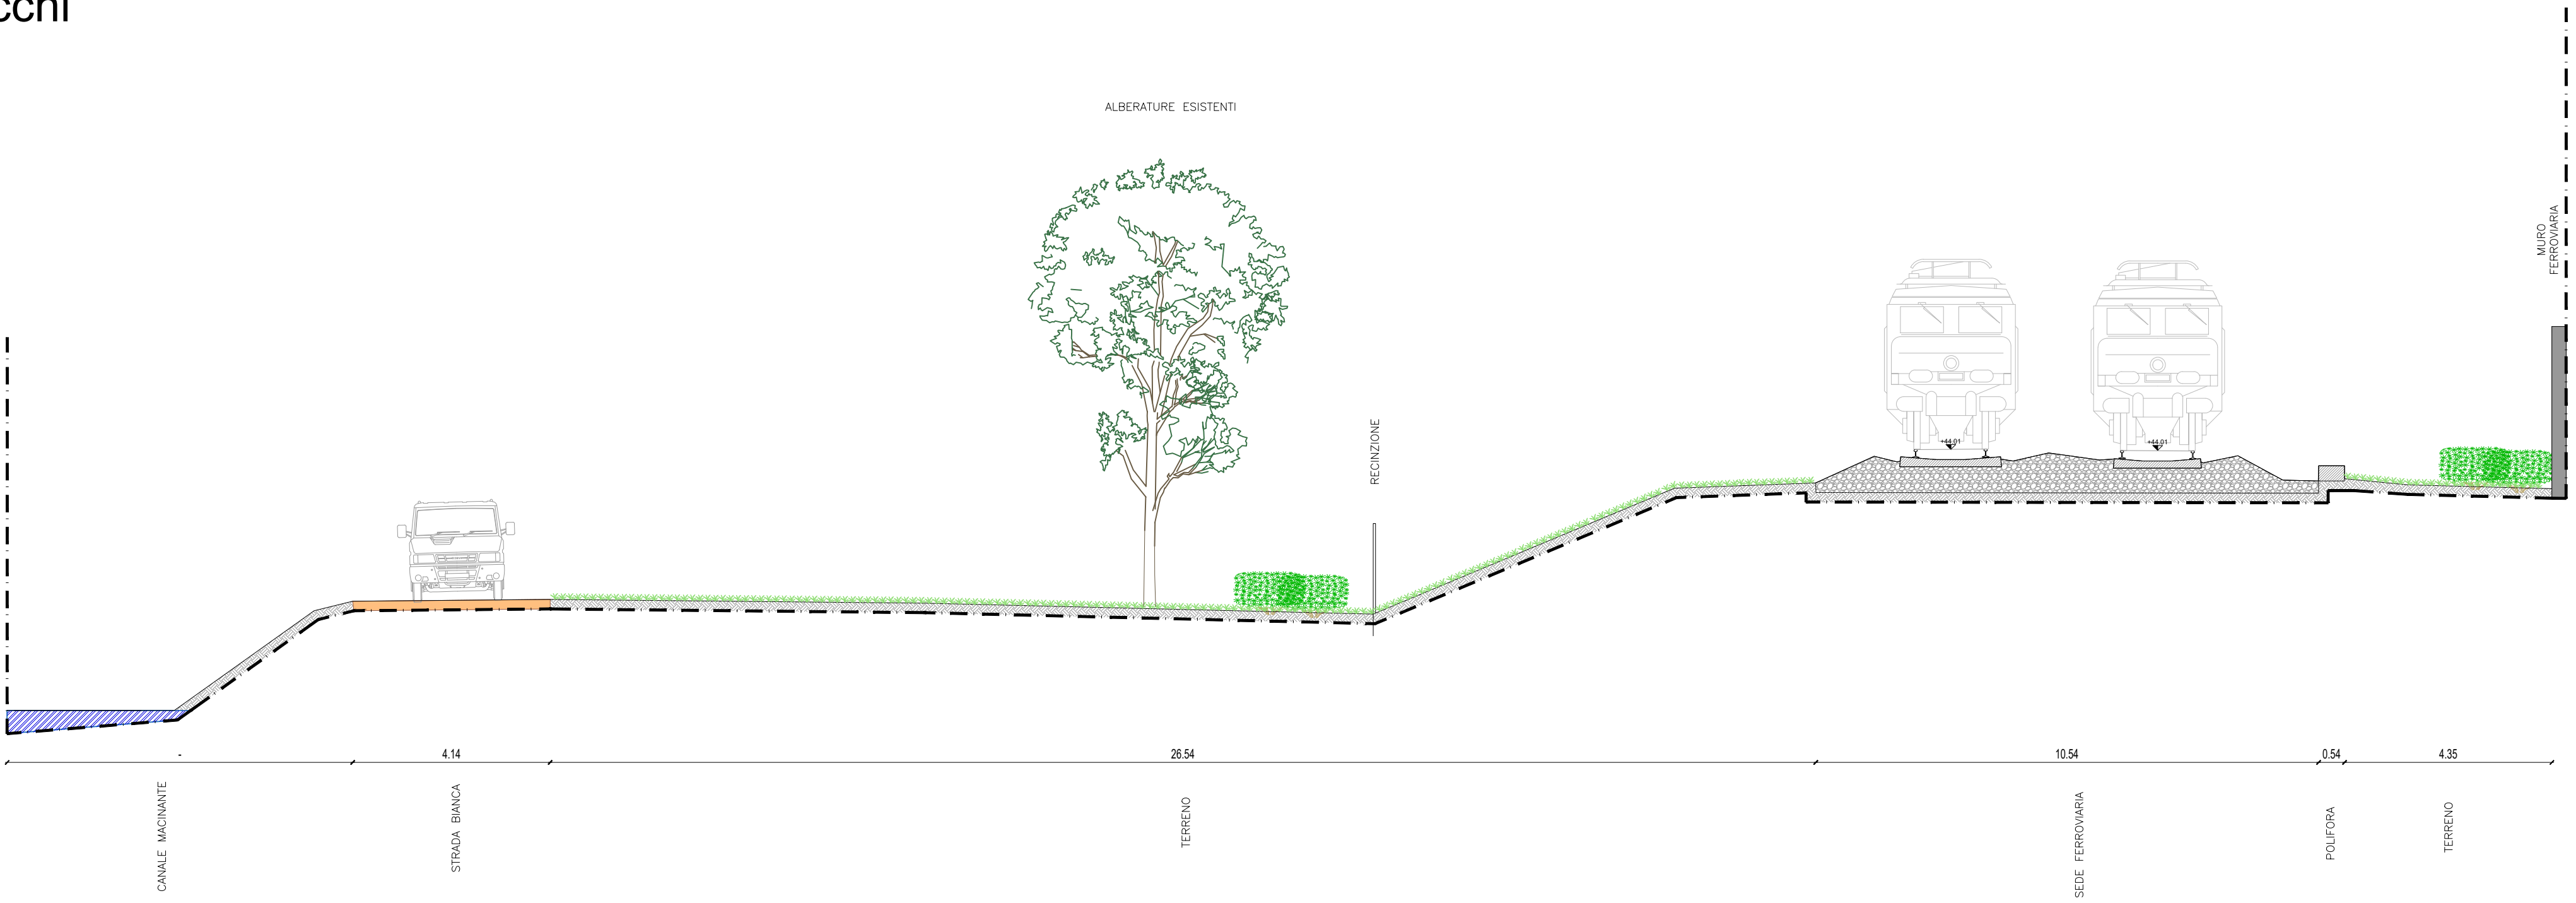 cchi
ALBERATURE ESISTENTI
MURO
FERROVIARIA
RECINZIONE
+44.01
+44.01
-
4.14
26.54
10.54
0.54
4.35
CANALE MACINANTE
STRADA BIANCA
TERRENO
SEDE FERROVIARIA
POLIFORA
TERRENO